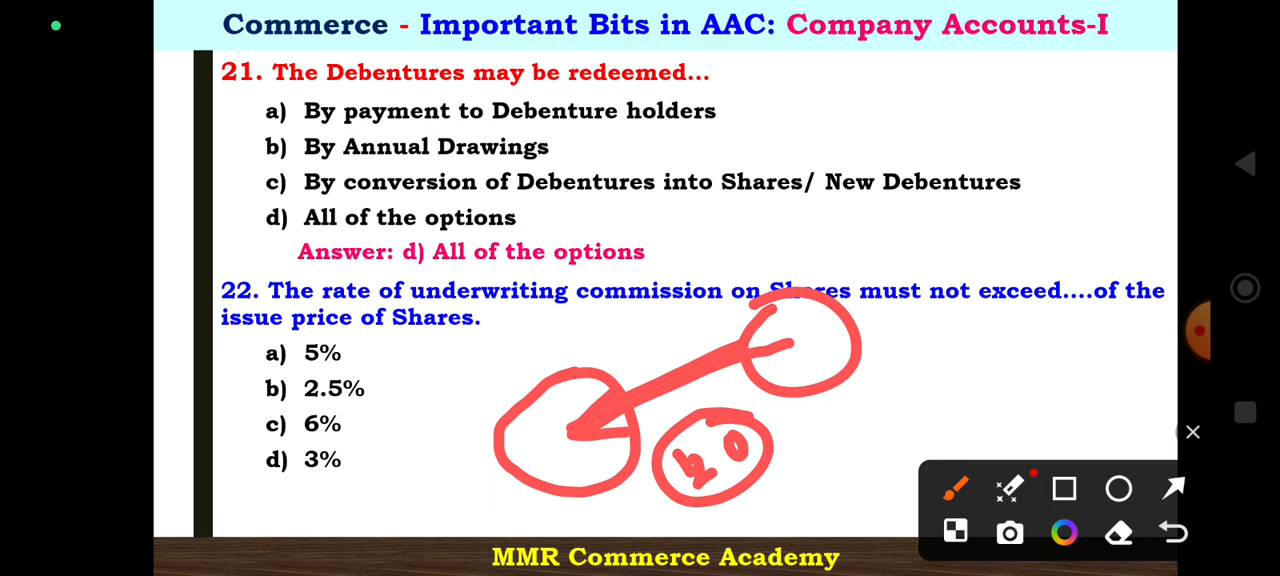 Commerce - Important Bits in AAC: Company Accounts-I
21. The Debentures may be redeemed...
a) By payment to Debenture holders
b) By Annual Drawings
c) By conversion of Debentures into Shares/ New Debentures
d) All of the options
Answer: d) All of the options
22. The rate of underwriting commission on Shares must not exceed....of the
issue price of Shares.
a) 5%
b) 2.5%
c) 6%
d) 3%
MMR Commerce Academy